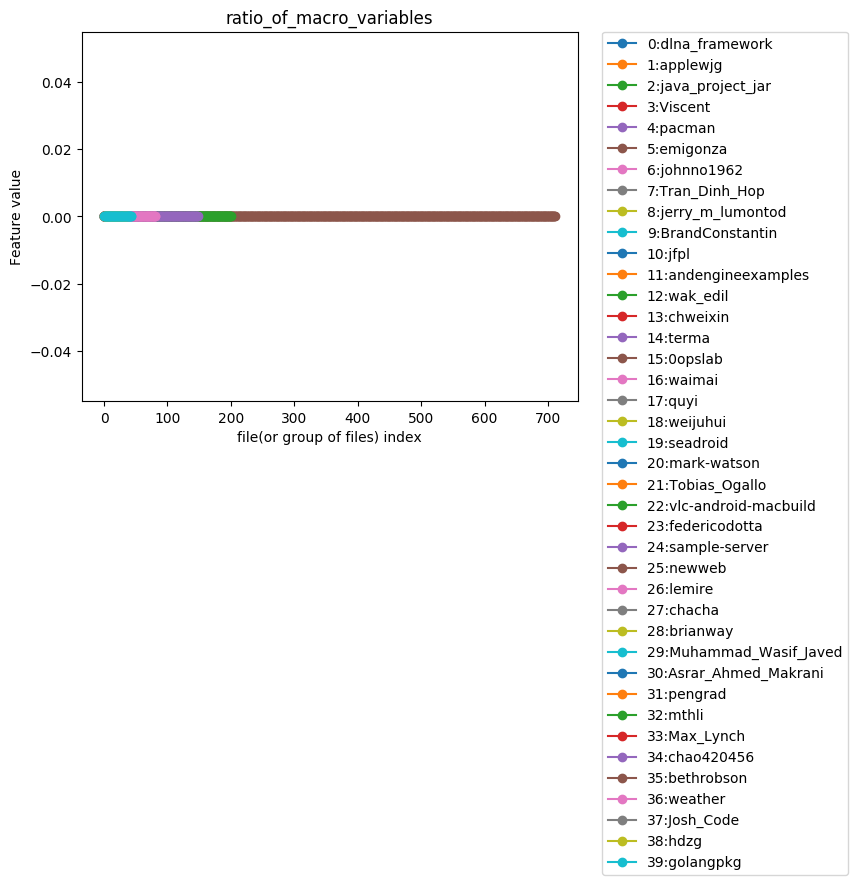 ratio_of_macro_variables
0.04
0.02
0.00
−0.02
−0.04
Feature value
0 100 200 300 400 500 600 700
file(or group of files) index
0:dlna_framework
1:applewjg
2:java_project_jar
3:Viscent
4:pacman
5:emigonza
6:johnno1962
7:Tran_Dinh_Hop
8:jerry_m_lumontod
9:BrandConstantin
10:jfpl
11:andengineexamples
12:wak_edil
13:chweixin
14:terma
15:0opslab
16:waimai
17:quyi
18:weijuhui
19:seadroid
20:mark-watson
21:Tobias_Ogallo
22:vlc-android-macbuild
23:federicodotta
24:sample-server
25:newweb
26:lemire
27:chacha
28:brianway
29:Muhammad_Wasif_Javed
30:Asrar_Ahmed_Makrani
31:pengrad
32:mthli
33:Max_Lynch
34:chao420456
35:bethrobson
36:weather
37:Josh_Code
38:hdzg
39:golangpkg